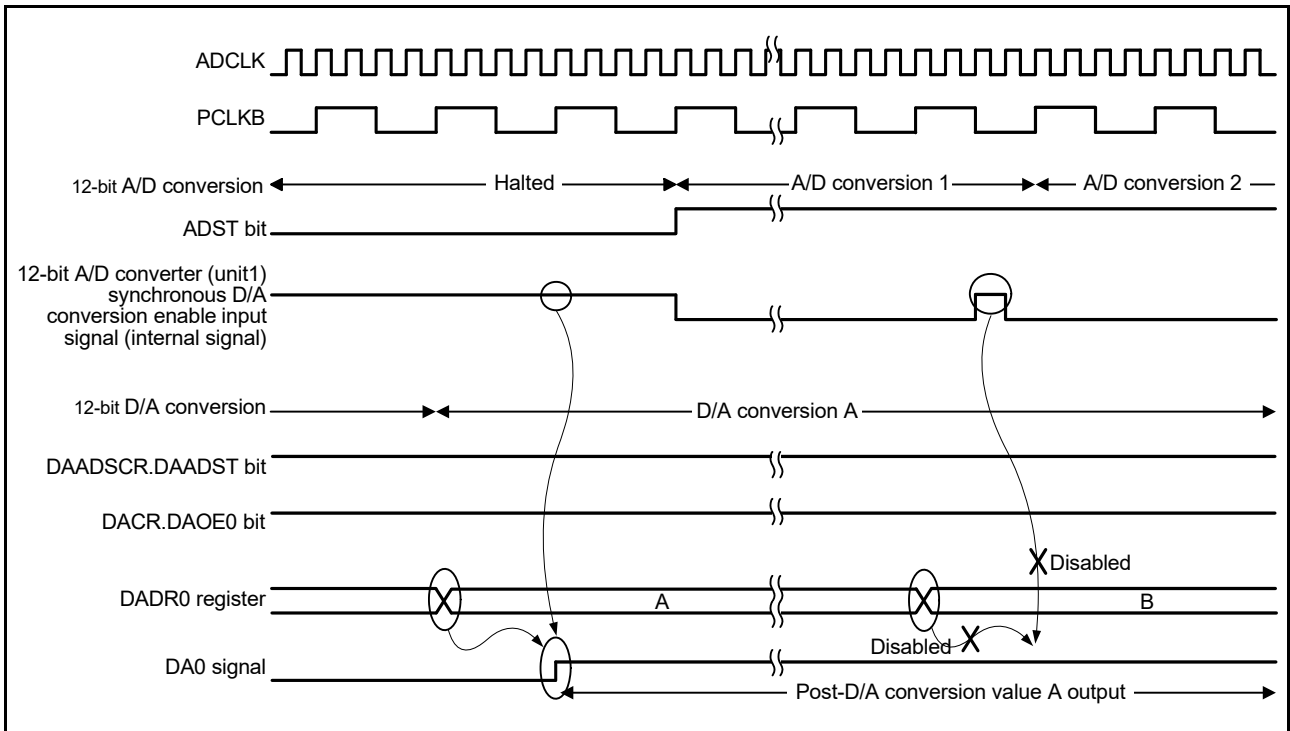 ADCLK
PCLKB
12-bit A/D conversion
Halted
A/D conversion 1
A/D conversion 2
ADST bit
12-bit A/D converter (unit1)
synchronous D/A
conversion enable input
signal (internal signal)
12-bit D/A conversion
D/A conversion A
DAADSCR.DAADST bit
DACR.DAOE0 bit
Disabled
DADR0 register
A
B
Disabled
DA0 signal
Post-D/A conversion value A output